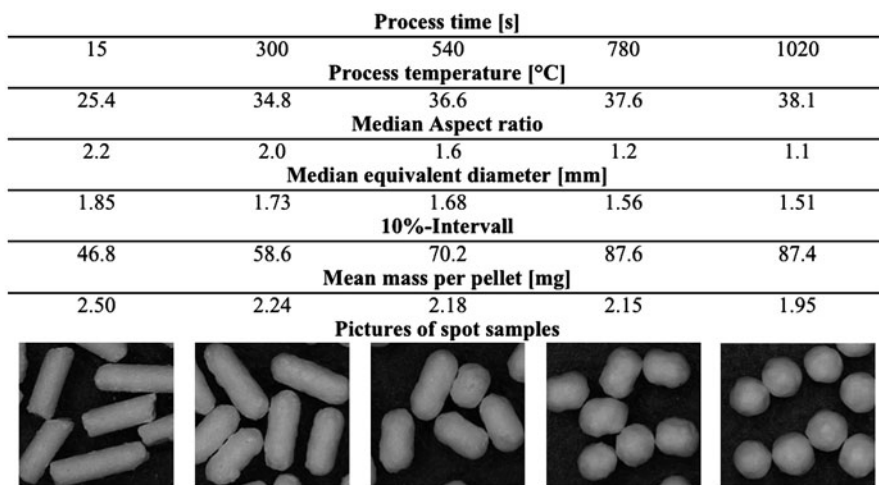 Process time [s]
15 300 540 780 1020
Process temperature [°C]
25.4 34.8 36.6 37.6 38.1
Median Aspect ratio
2.2 2.0 1.6 1.2 1.1
Median equivalent diameter [mm]
1.85 1.73 1.68 1.56 1.51
10%-Intervall
46.8 58.6 70.2 87.6 87.4
Mean mass per pellet [mg]
2.50 2.24 2.18 2.15 1.95
Pictures of spot samples